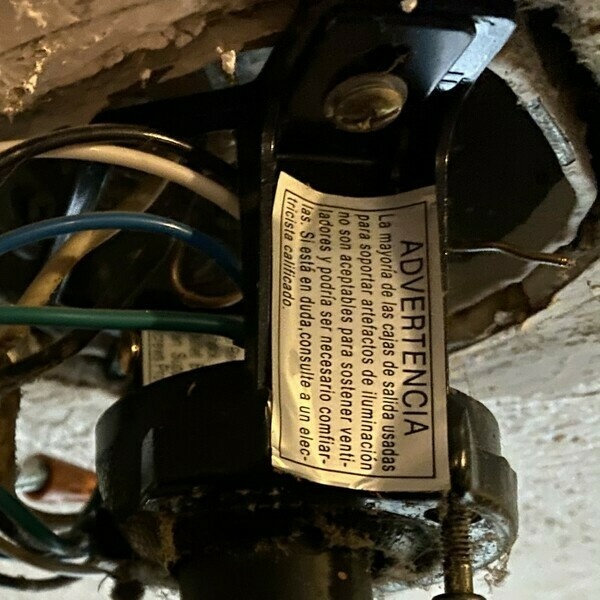 ADVERTENCIA
La mayoría de las cajas de salida usadas
para soportar artefactos de iluminación
no son aceptables para sostener venti-
ladores y podría ser necesario comfiar-
las. Si está en duda consulte a un elec-
tricista calificado.